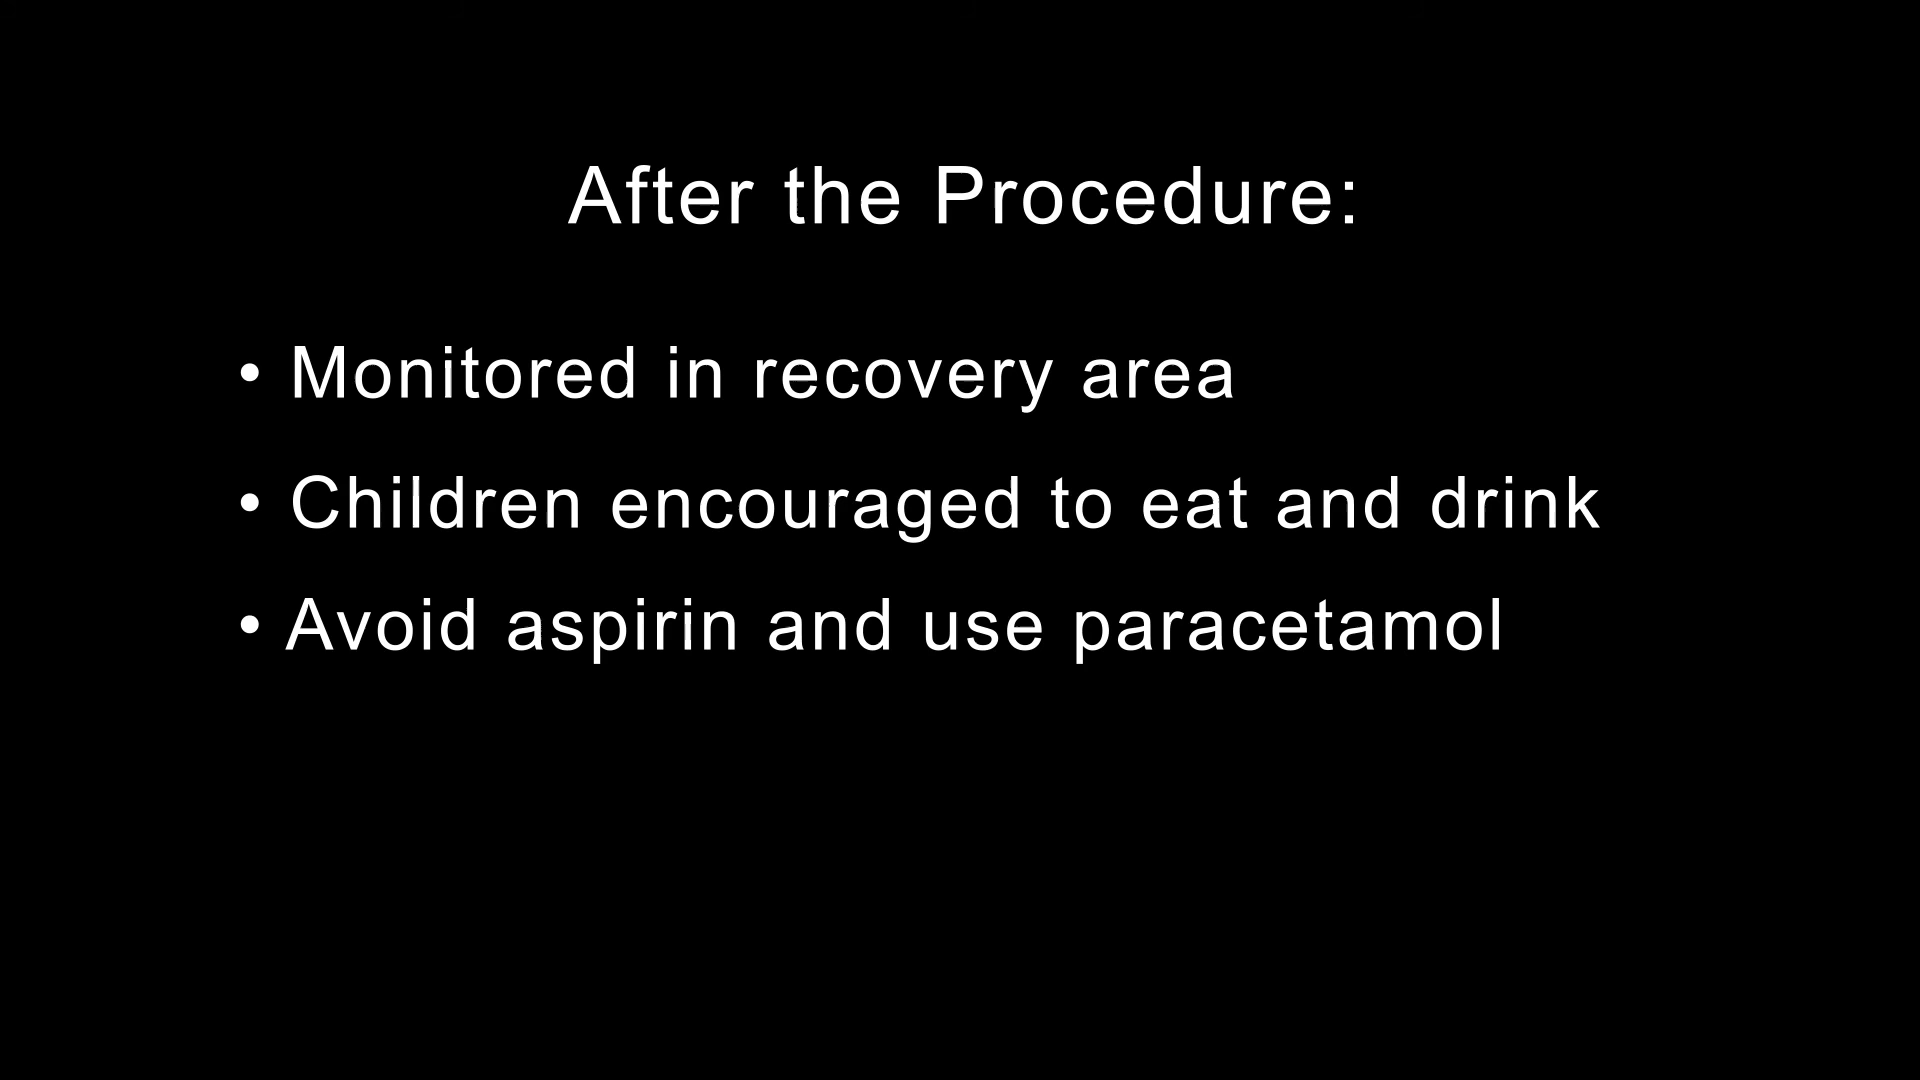 After the Procedure:
• Monitored in recovery area
• Children encouraged to eat and drink
• Avoid aspirin and use paracetamol